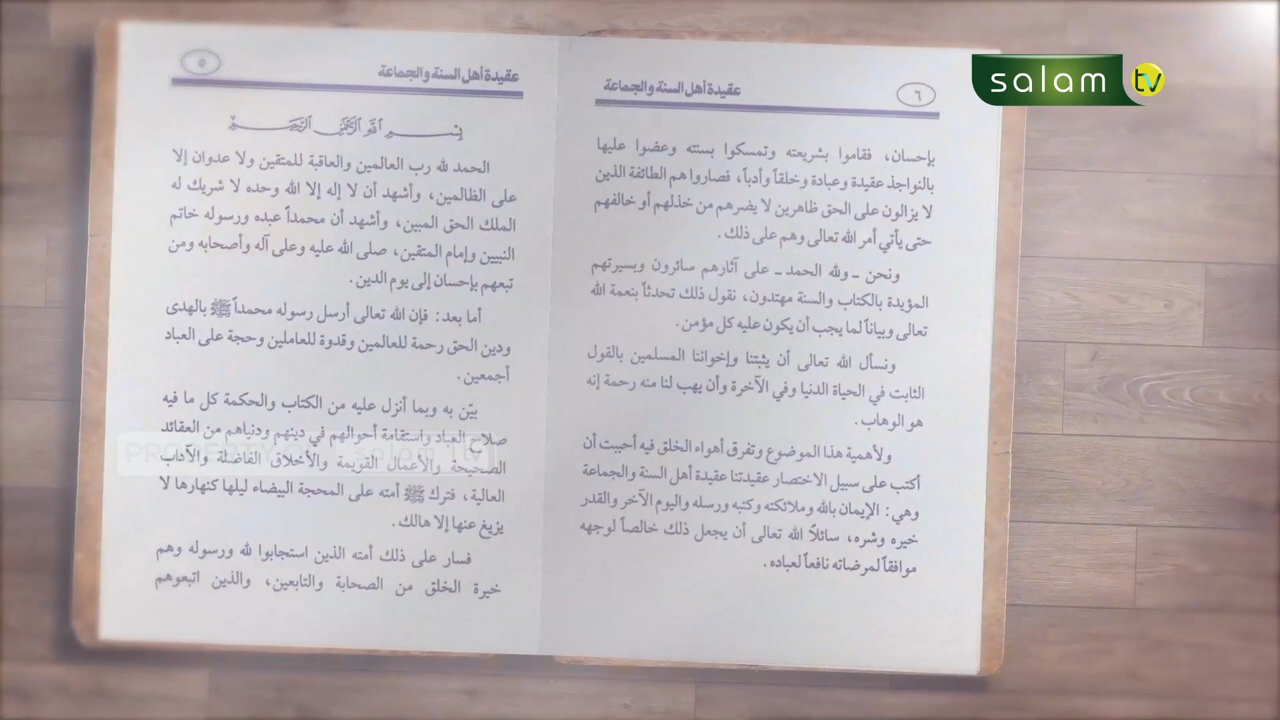 ٥
عقيدة أهل السنة والجماعة
بسم الله الرحمن الرحيم
الحمد لله رب العالمين والعاقبة للمتقين ولا عدوان إلا
على الظالمين، وأشهد أن لا إله إلا الله وحده لا شريك له
الملك الحق المبين، وأشهد أن محمداً عبده ورسوله خاتم
النبيين وإمام المتقين، صلى الله عليه وعلى آله وأصحابه ومن
تبعهم بإحسان إلى يوم الدين.
أما بعد: فإن الله تعالى أرسل رسوله محمداً ﷺ بالهدى
ودين الحق رحمة للعالمين وقدوة للعاملين وحجة على العباد
أجمعين.
بيّن به وبما أنزل عليه من الكتاب والحكمة كل ما فيه
صلاح العباد واستقامة أحوالهم في دينهم ودنياهم من العقائد
الصحيحة والأعمال القويمة والأخلاق الفاضلة والآداب
العالية، فترك ﷺ أمته على المحجة البيضاء ليلها كنهارها لا
يزيغ عنها إلا هالك.
فسار على ذلك أمته الذين استجابوا لله ورسوله وهم
خيرة الخلق من الصحابة والتابعين، والذين اتبعوهم
٦
عقيدة أهل السنة والجماعة
بإحسان، فقاموا بشريعته وتمسكوا بسنته وعضوا عليها
بالنواجذ عقيدة وعبادة وخلقاً وأدباً، فصاروا هم الطائفة الذين
لا يزالون على الحق ظاهرين لا يضرهم من خذلهم أو خالفهم
حتى يأتي أمر الله تعالى وهم على ذلك.
ونحن ـ ولله الحمد ـ على آثارهم سائرون وبسيرتهم
المؤيدة بالكتاب والسنة مهتدون، نقول ذلك تحدثاً بنعمة الله
تعالى وبياناً لما يجب أن يكون عليه كل مؤمن.
ونسأل الله تعالى أن يثبتنا وإخواننا المسلمين بالقول
الثابت في الحياة الدنيا وفي الآخرة وأن يهب لنا منه رحمة إنه
هو الوهاب.
ولأهمية هذا الموضوع وتفرق أهواء الخلق فيه أحببت أن
أكتب على سبيل الاختصار عقيدتنا عقيدة أهل السنة والجماعة
وهي: الإيمان بالله وملائكته وكتبه ورسله واليوم الآخر والقدر
خيره وشره، سائلاً الله تعالى أن يجعل ذلك خالصاً لوجهه
موافقاً لمرضاته نافعاً لعباده.
salam tv
PROPERTY salam tv